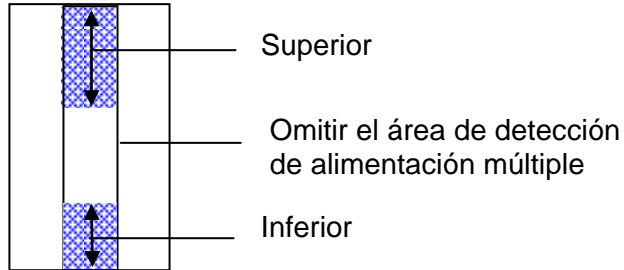 Superior
Omitir el área de detección
de alimentación múltiple
Inferior